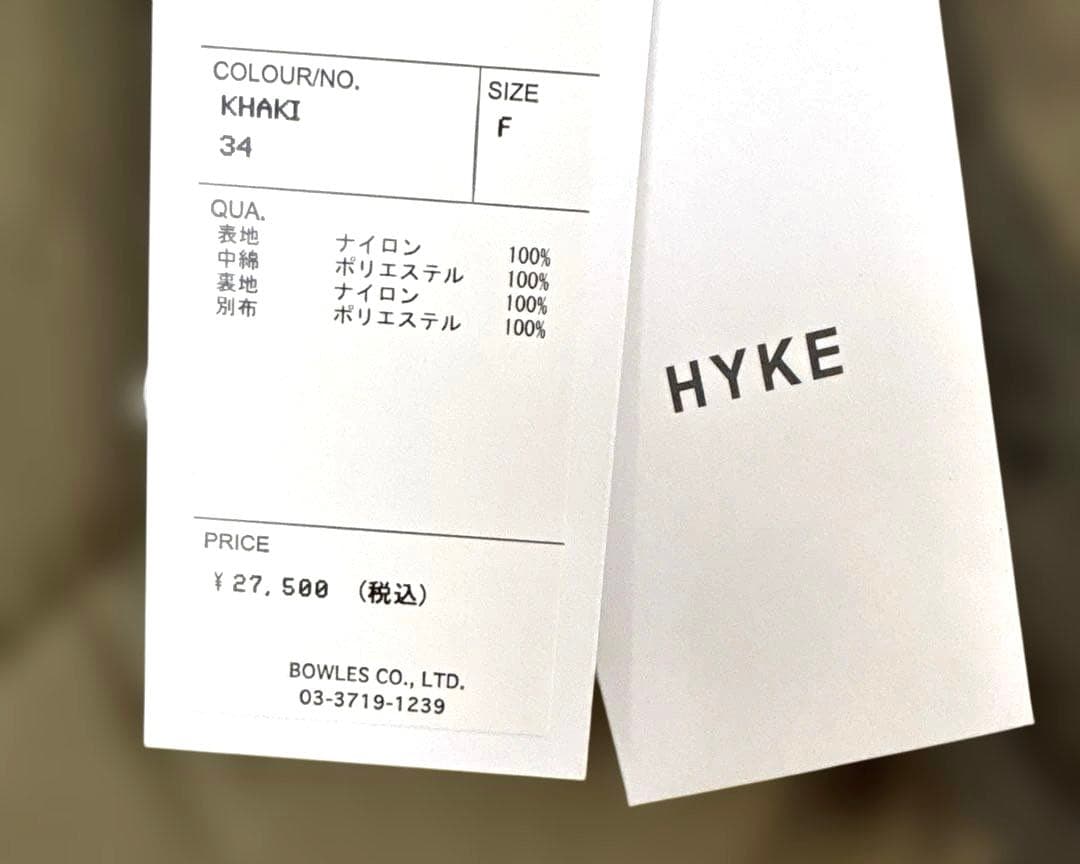 COLOUR/NO.
KHAKI
34
SIZE
F
QUA.
表地 ナイロン 100%
中綿 ポリエステル 100%
裏地 ナイロン 100%
別布 ポリエステル 100%
PRICE
¥27,500 (税込)
BOWLES CO., LTD.
03-3719-1239
HYKE